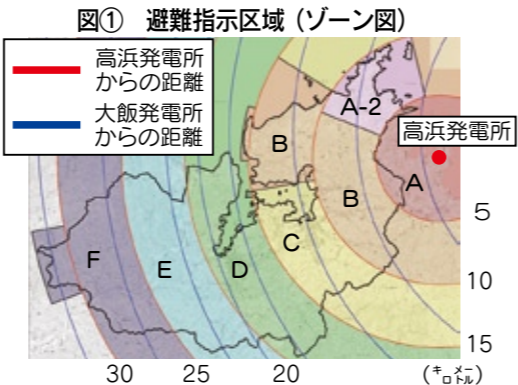 図① 避難指示区域（ゾーン図）
高浜発電所
からの距離
大飯発電所
からの距離
A-2
高浜発電所
B
A
B
5
C
F
E
D
10
15
30
25
20
（キロメートル）